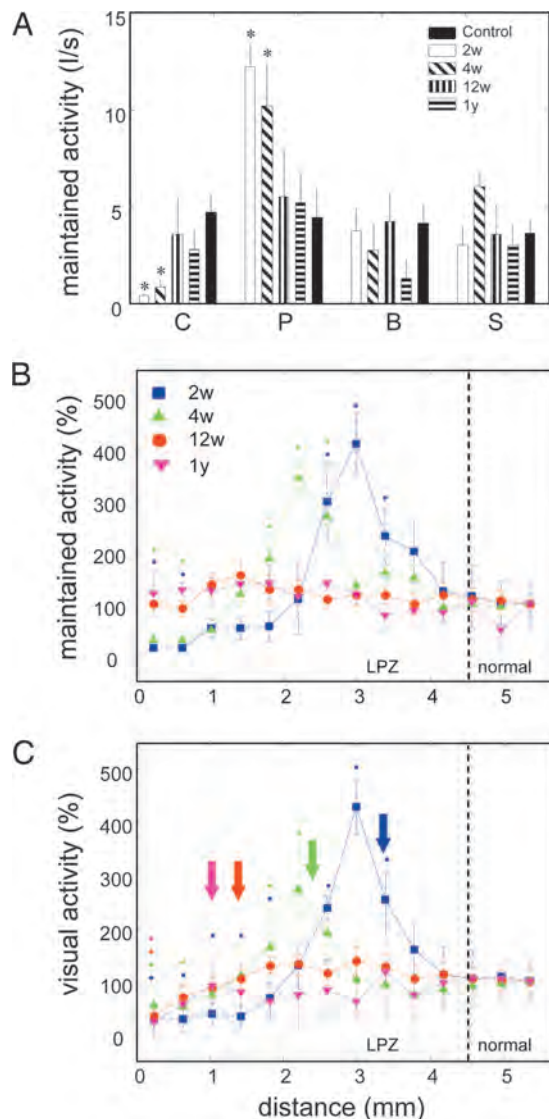 A
maintained activity (I/s)
15
10
5
0
Control
2w
4w
12w
1y
* * * *
C P B S
B
maintained activity (%)
500
400
300
200
100
0
2w
4w
12w
1y
LPZ normal
0 1 2 3 4 5
C
visual activity (%)
500
400
300
200
100
0
LPZ normal
0 1 2 3 4 5
distance (mm)